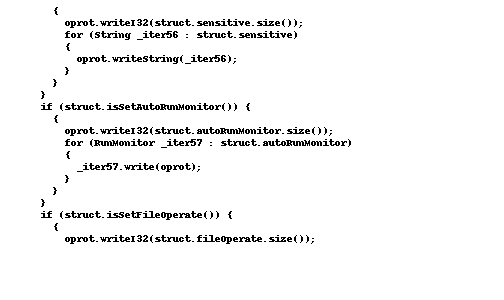 {
oprot.writeI32(struct.sensitive.size());
for (String _iter56 : struct.sensitive)
{
oprot.writeString(_iter56);
}
}
}
if (struct.isSetAutoRunMonitor()) {
{
oprot.writeI32(struct.autoRunMonitor.size());
for (RunMonitor _iter57 : struct.autoRunMonitor)
{
_iter57.write(oprot);
}
}
}
if (struct.isSetFileOperate()) {
{
oprot.writeI32(struct.fileOperate.size());